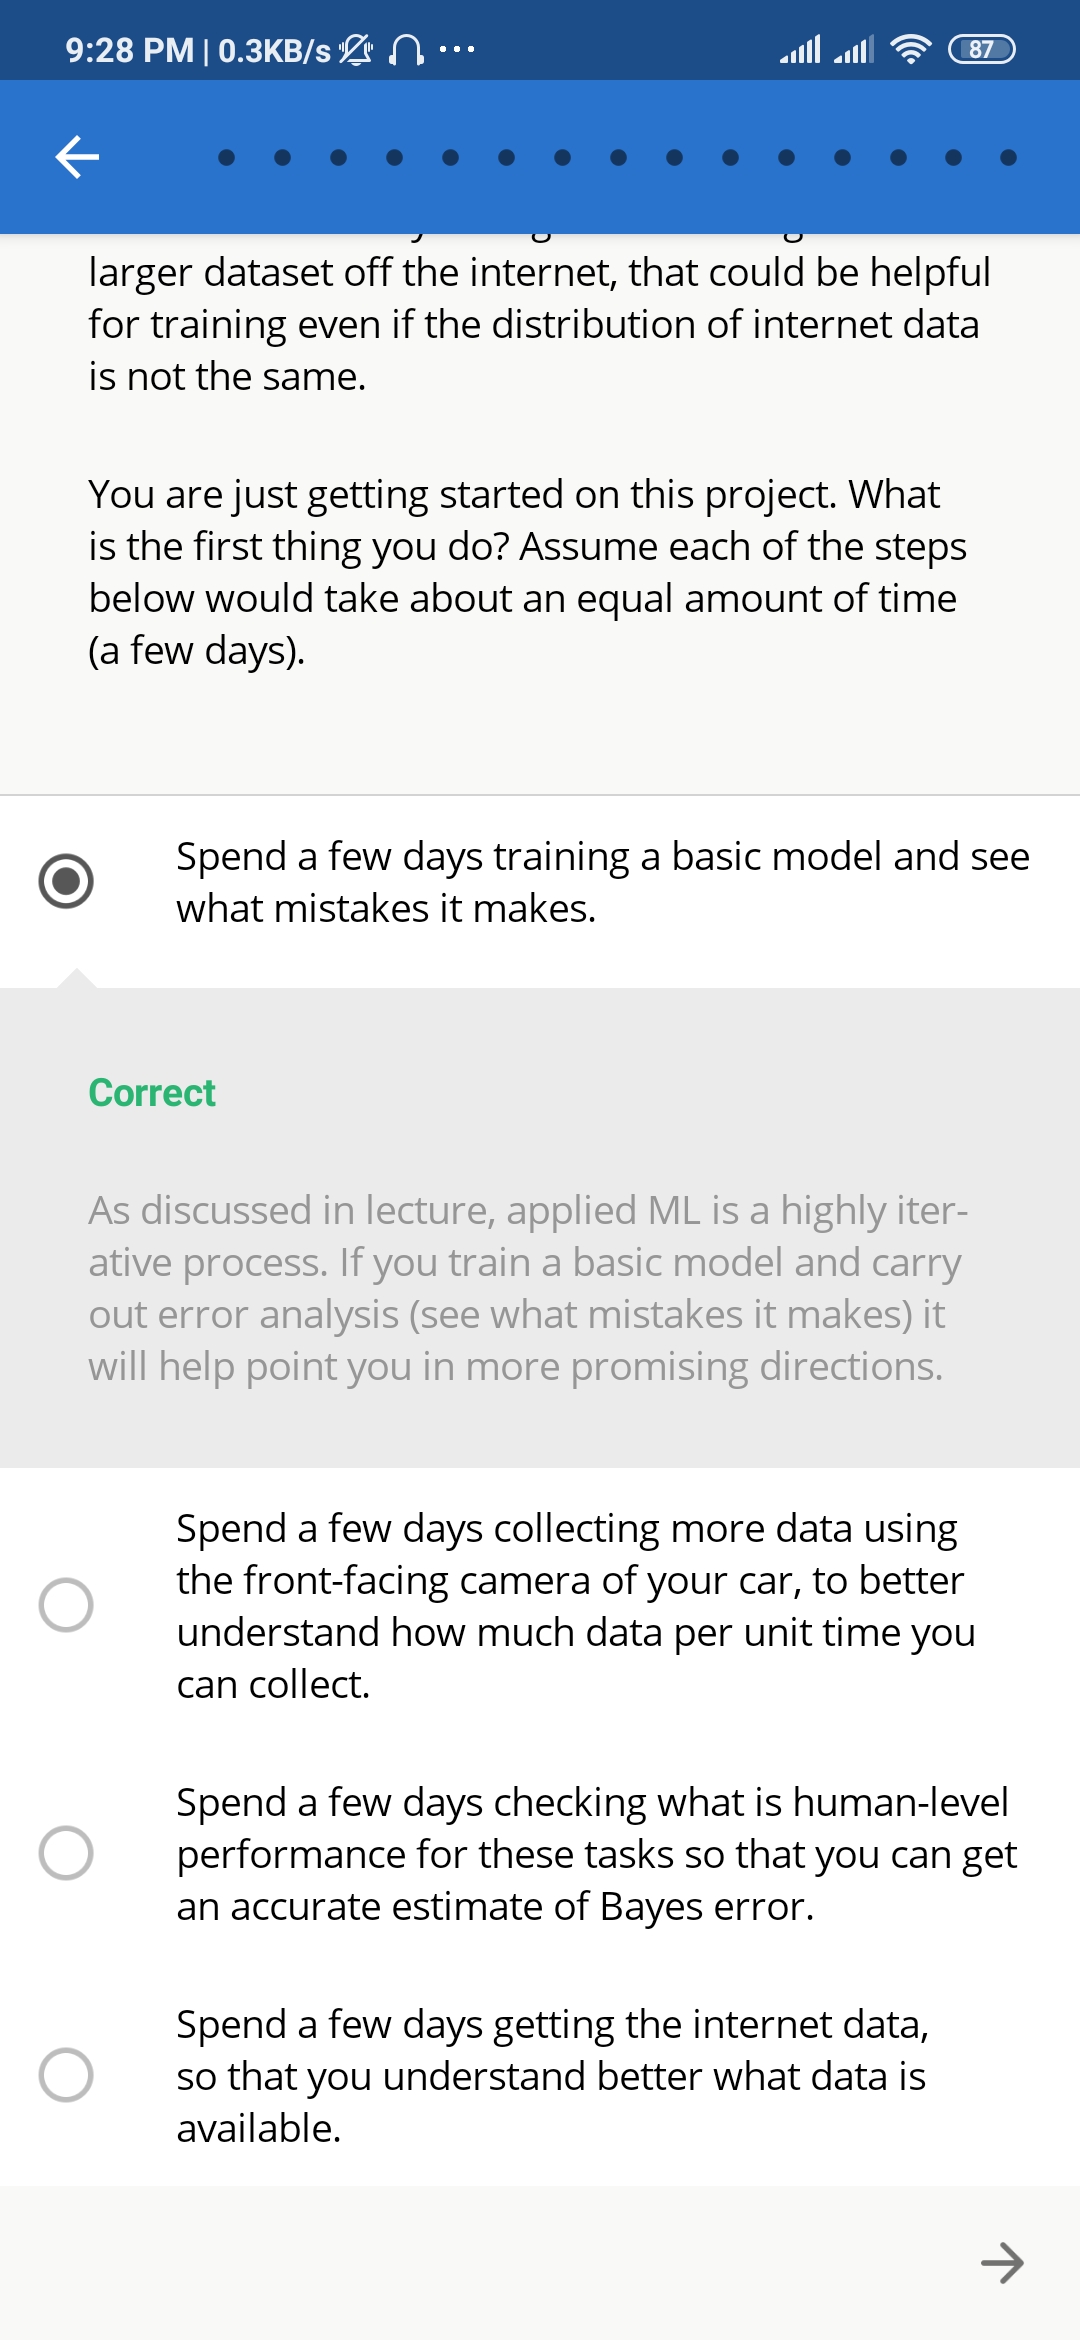 9:28 PM | 0.3KB/s ... 87
larger dataset off the internet, that could be helpful
for training even if the distribution of internet data
is not the same.
You are just getting started on this project. What
is the first thing you do? Assume each of the steps
below would take about an equal amount of time
(a few days).
Spend a few days training a basic model and see
what mistakes it makes.
Correct
As discussed in lecture, applied ML is a highly iter-
ative process. If you train a basic model and carry
out error analysis (see what mistakes it makes) it
will help point you in more promising directions.
Spend a few days collecting more data using
the front-facing camera of your car, to better
understand how much data per unit time you
can collect.
Spend a few days checking what is human-level
performance for these tasks so that you can get
an accurate estimate of Bayes error.
Spend a few days getting the internet data,
so that you understand better what data is
available.